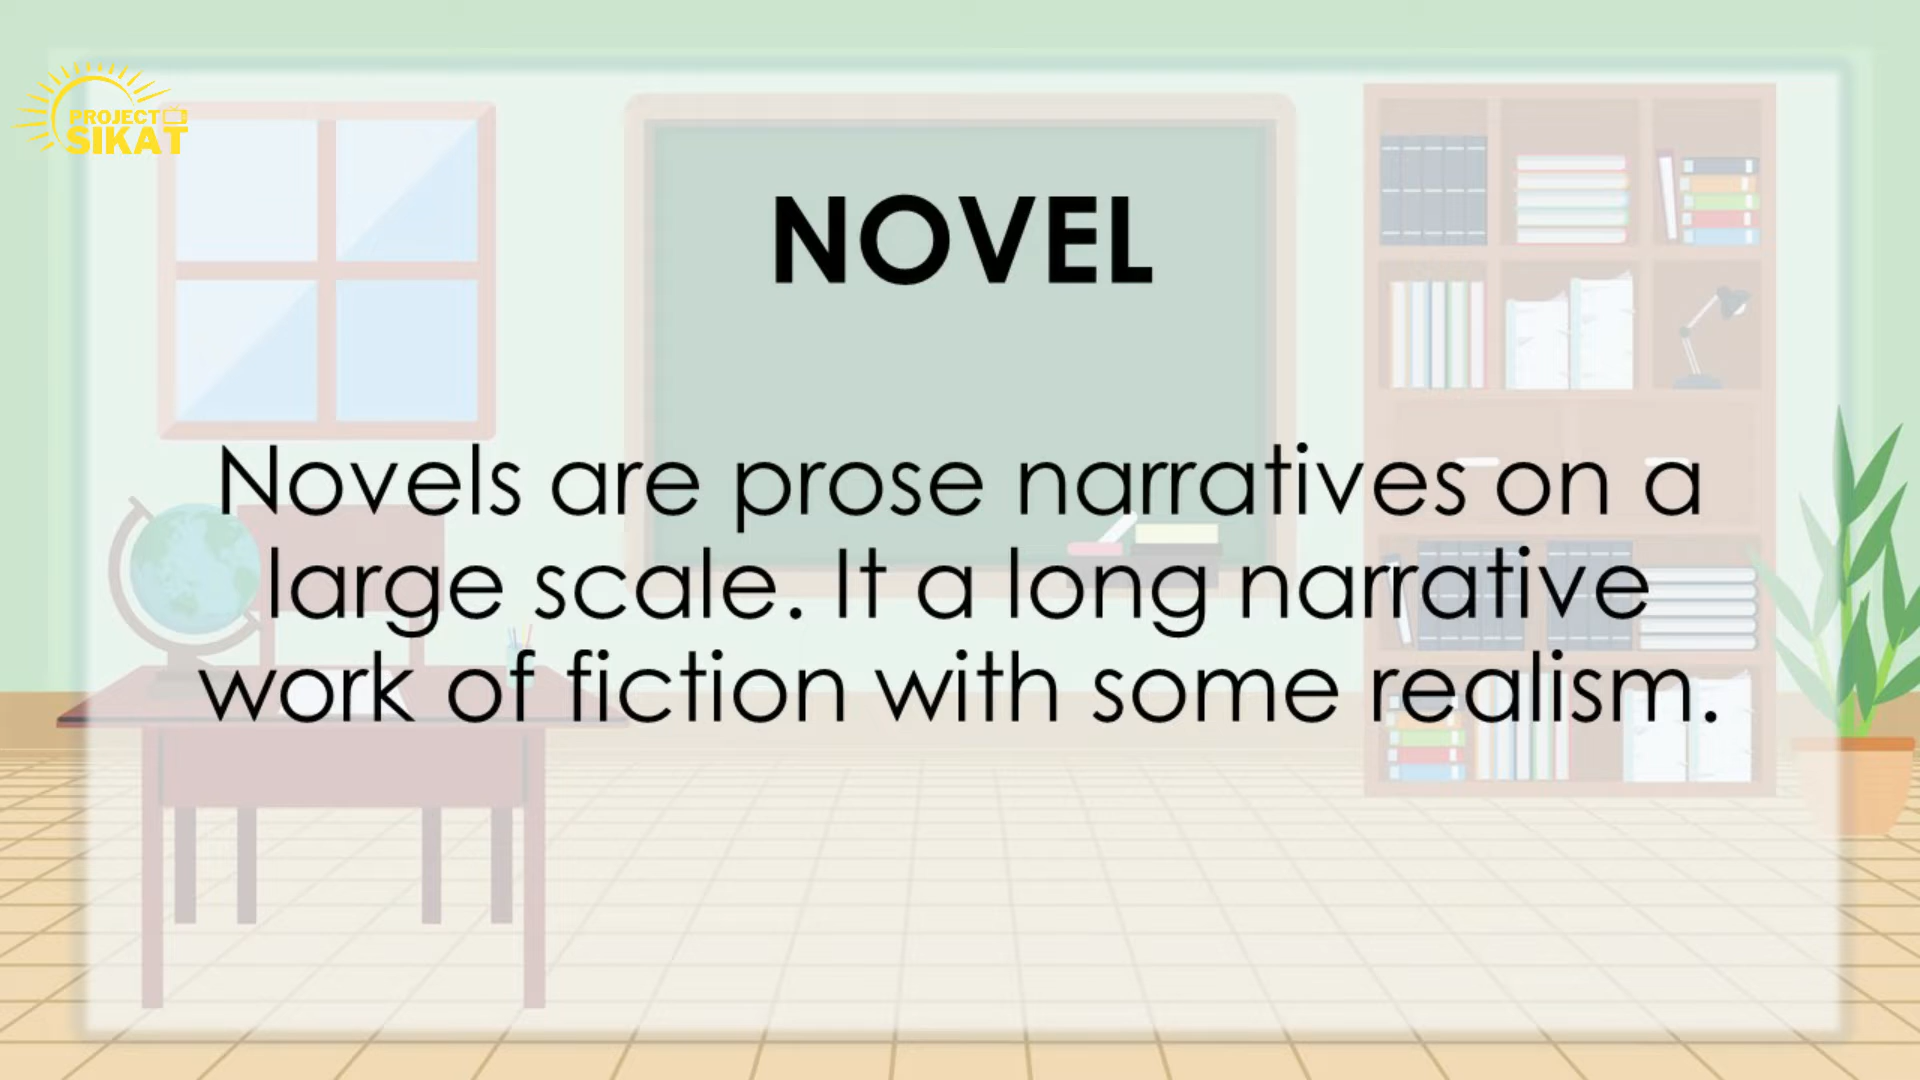 PROJECT
SIKAT
NOVEL
Novels are prose narratives on a
large scale. It a long narrative
work of fiction with some realism.